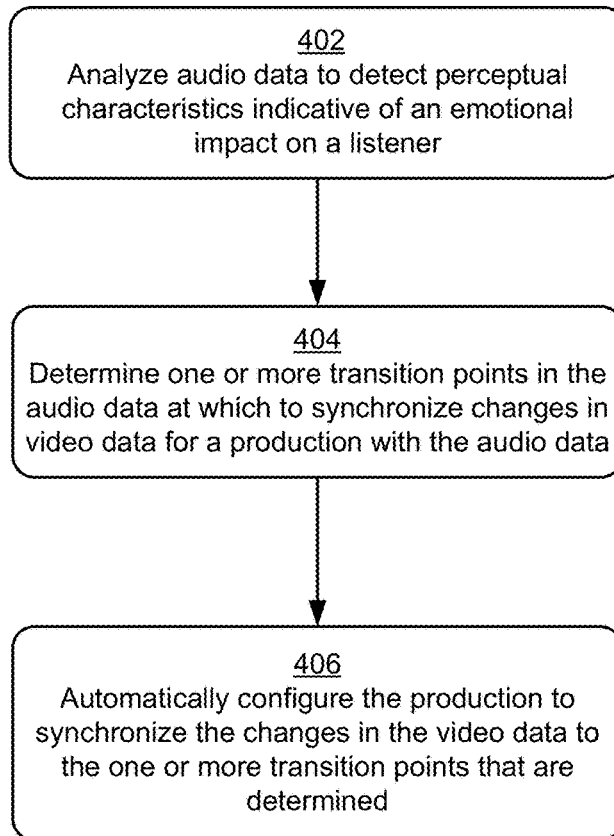 402
Analyze audio data to detect perceptual
characteristics indicative of an emotional
impact on a listener
404
Determine one or more transition points in the
audio data at which to synchronize changes in
video data for a production with the audio data
406
Automatically configure the production to
synchronize the changes in the video data to
the one or more transition points that are
determined